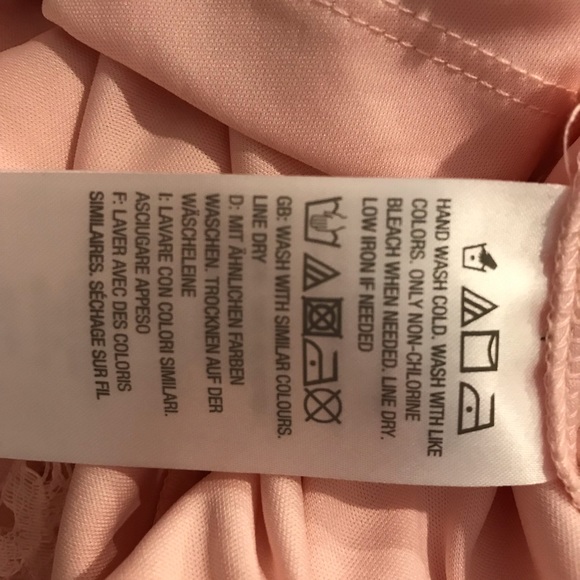 HAND WASH COLD. WASH WITH LIKE
COLORS. ONLY NON-CHLORINE
BLEACH WHEN NEEDED. LINE DRY.
LOW IRON IF NEEDED
GB: WASH WITH SIMILAR COLOURS.
LINE DRY
D: MIT ÄHNLICHEN FARBEN
WASCHEN. TROCKNEN AUF DER
WÄSCHELEINE
I: LAVARE CON COLORI SIMILARI.
ASCIUGARE APPESO
F: LAVER AVEC DES COLORIS
SIMILAIRES. SÉCHAGE SUR FIL